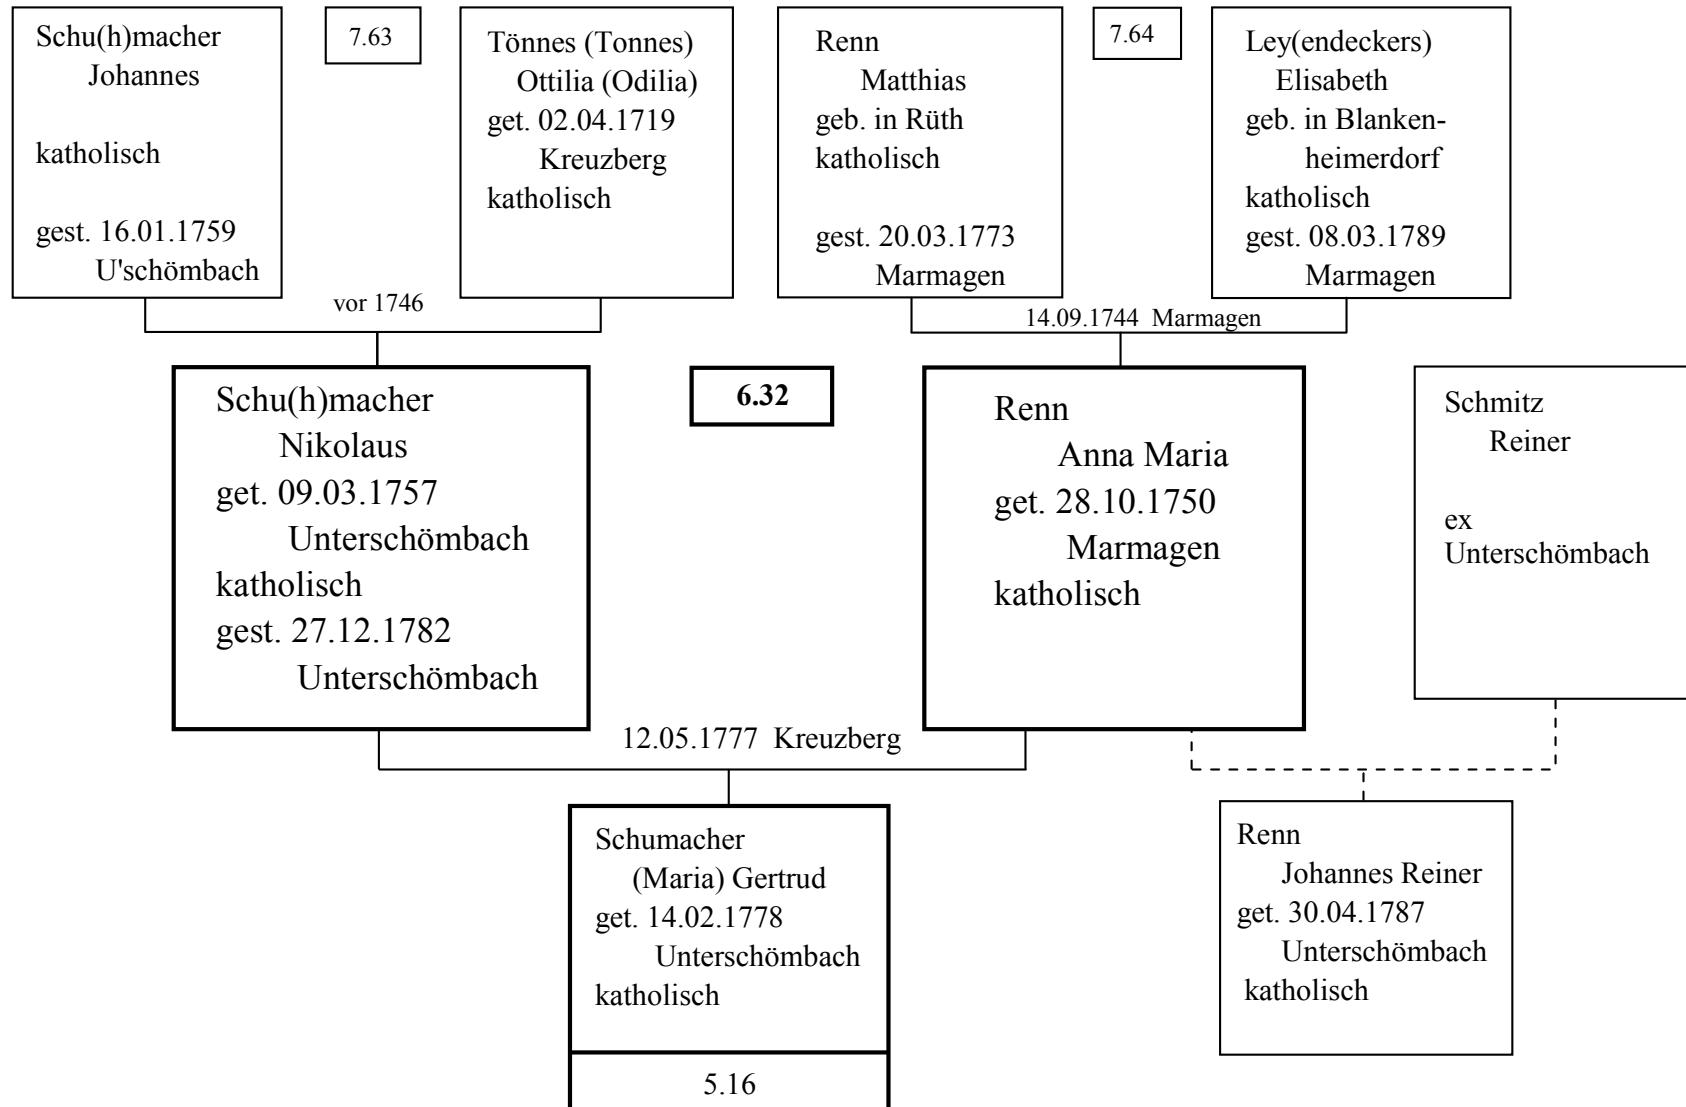 Schu(h)macher
Johannes
katholisch
gest. 16.01.1759
U'schömbach
7.63
Tönnes (Tonnes)
Ottilia (Odilia)
get. 02.04.1719
Kreuzberg
katholisch
Renn
Matthias
geb. in Rüth
katholisch
gest. 20.03.1773
Marmagen
7.64
Ley(endeckers)
Elisabeth
geb. in Blanken-
heimerdorf
katholisch
gest. 08.03.1789
Marmagen
vor 1746
14.09.1744 Marmagen
Schu(h)macher
Nikolaus
get. 09.03.1757
Unterschömbach
katholisch
gest. 27.12.1782
Unterschömbach
6.32
Renn
Anna Maria
get. 28.10.1750
Marmagen
katholisch
Schmitz
Reiner
ex
Unterschömbach
12.05.1777 Kreuzberg
Schumacher
(Maria) Gertrud
get. 14.02.1778
Unterschömbach
katholisch
5.16
Renn
Johannes Reiner
get. 30.04.1787
Unterschömbach
katholisch